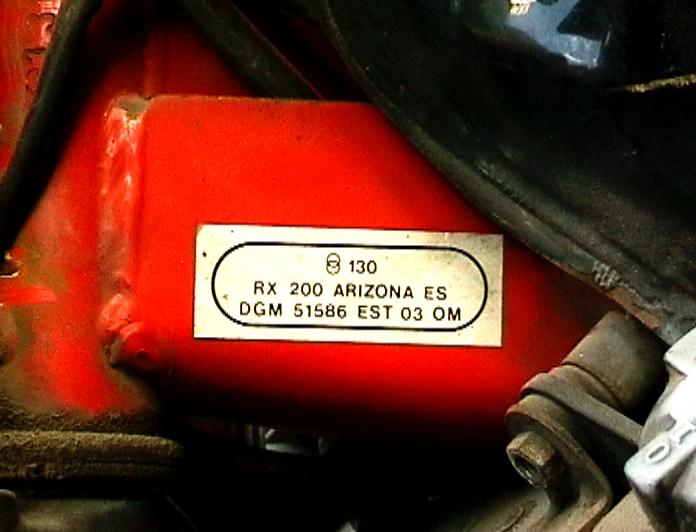 130
RX 200 ARIZONA ES
DGM 51586 EST 03 OM